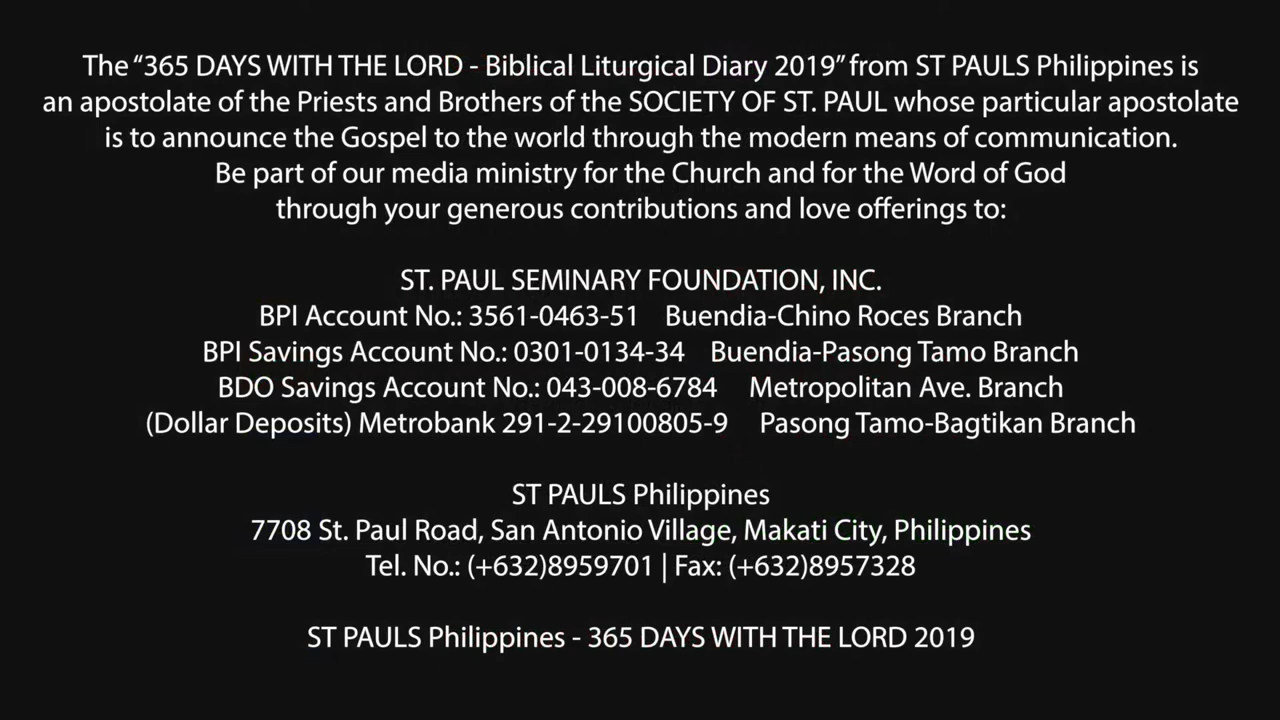 The “365 DAYS WITH THE LORD - Biblical Liturgical Diary 2019” from ST PAULS Philippines is
an apostolate of the Priests and Brothers of the SOCIETY OF ST. PAUL whose particular apostolate
is to announce the Gospel to the world through the modern means of communication.
Be part of our media ministry for the Church and for the Word of God
through your generous contributions and love offerings to:
ST. PAUL SEMINARY FOUNDATION, INC.
BPI Account No.: 3561-0463-51 Buendia-Chino Roces Branch
BPI Savings Account No.: 0301-0134-34 Buendia-Pasong Tamo Branch
BDO Savings Account No.: 043-008-6784 Metropolitan Ave. Branch
(Dollar Deposits) Metrobank 291-2-29100805-9 Pasong Tamo-Bagtikan Branch
ST PAULS Philippines
7708 St. Paul Road, San Antonio Village, Makati City, Philippines
Tel. No.: (+632)8959701 | Fax: (+632)8957328
ST PAULS Philippines - 365 DAYS WITH THE LORD 2019